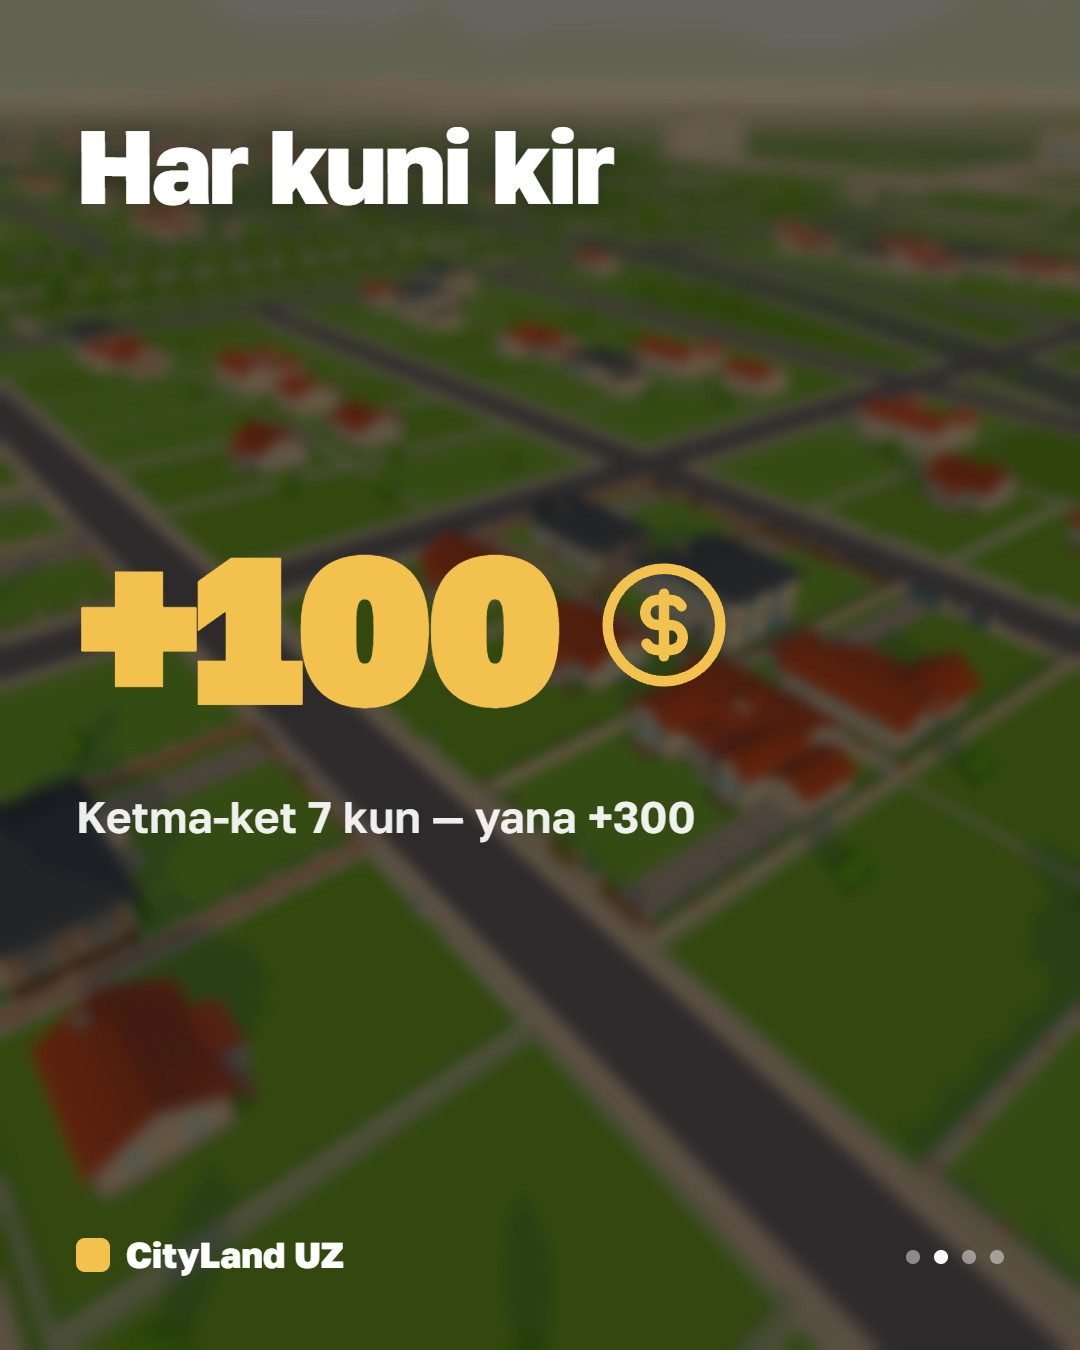 Har kuni kir
+100 $
Ketma-ket 7 kun — yana +300
CityLand UZ